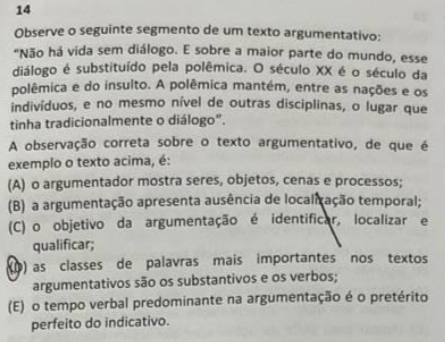 14
Observe o seguinte segmento de um texto argumentativo:
"Não há vida sem diálogo. E sobre a maior parte do mundo, esse
diálogo é substituído pela polêmica. O século XX é o século da
polêmica e do insulto. A polêmica mantém, entre as nações e os
indivíduos, e no mesmo nível de outras disciplinas, o lugar que
tinha tradicionalmente o diálogo".
A observação correta sobre o texto argumentativo, de que é
exemplo o texto acima, é:
(A) o argumentador mostra seres, objetos, cenas e processos;
(B) a argumentação apresenta ausência de localização temporal;
(C) o objetivo da argumentação é identificar, localizar e
qualificar;
(D) as classes de palavras mais importantes nos textos
argumentativos são os substantivos e os verbos;
(E) o tempo verbal predominante na argumentação é o pretérito
perfeito do indicativo.